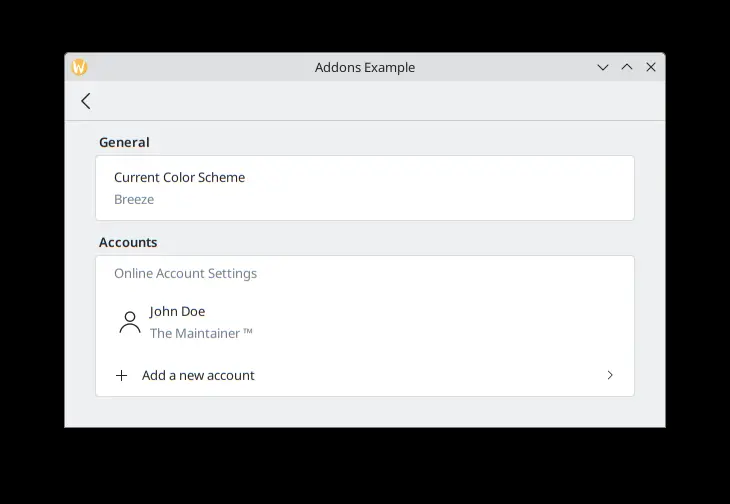 Addons Example
General
Current Color Scheme
Breeze
Accounts
Online Account Settings
John Doe
The Maintainer ™
Add a new account